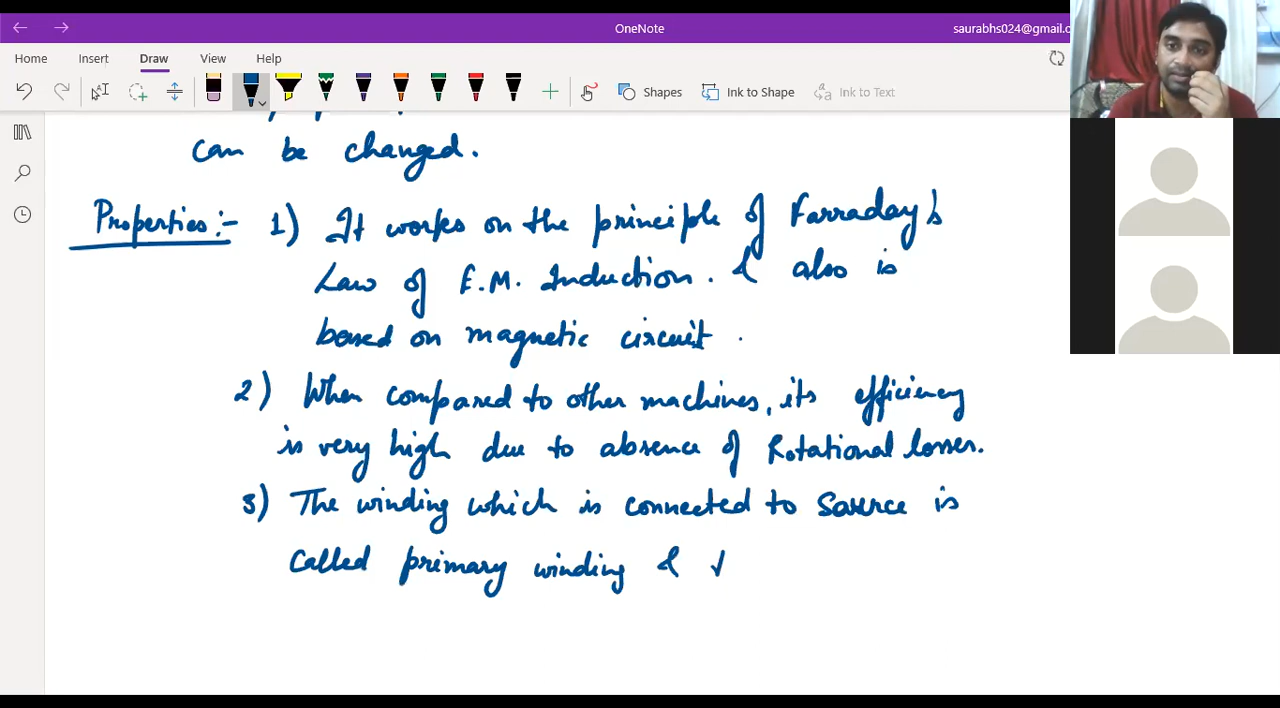 OneNote
saurabhs024@gmail.c
Home Insert Draw View Help
Shapes Ink to Shape Ink to Text
can be changed.
Properties:- 1) It works on the principle of Farraday's
Law of E.M. Induction. & also is
based on magnetic circuit.
2) When compared to other machines, its efficiency
is very high due to absence of Rotational losses.
3) The winding which is connected to source is
called primary winding &